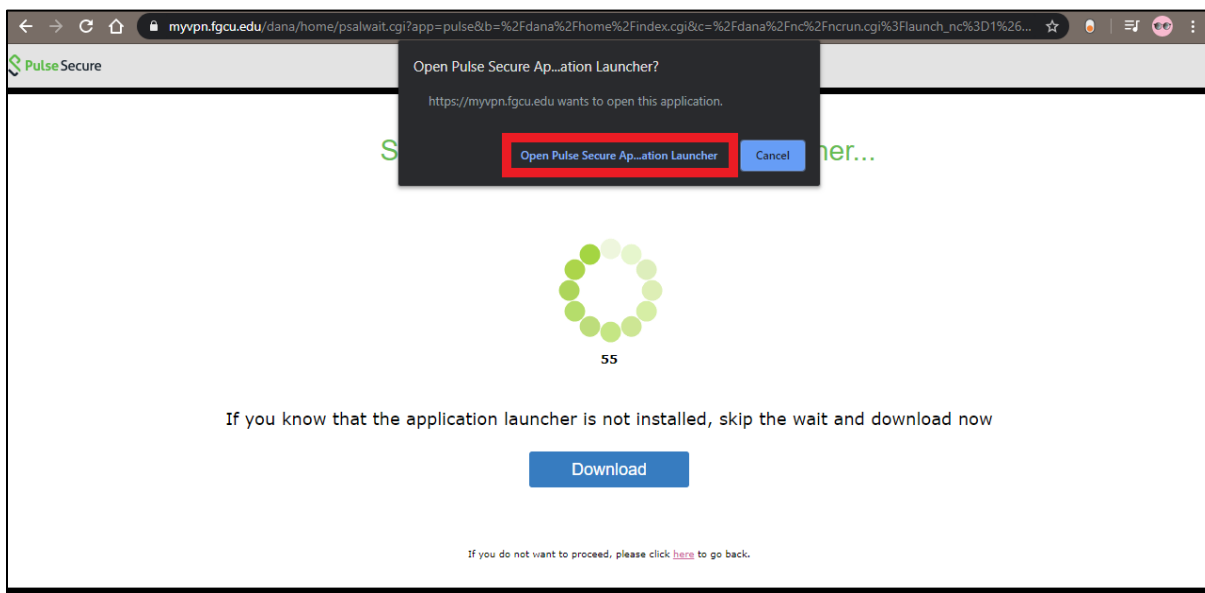 myvpn.fgcu.edu/dana/home/psalwait.cgi?app=pulse&b=%2Fdana%2Fhome%2Findex.cgi&c=%2Fdana%2Fnc%2Fncrun.cgi%3Flaunch_nc%3D1%26...
Pulse Secure
Open Pulse Secure Ap...ation Launcher?
https://myvpn.fgcu.edu wants to open this application.
Open Pulse Secure Ap...ation Launcher
Cancel
S
her...
55
If you know that the application launcher is not installed, skip the wait and download now
Download
If you do not want to proceed, please click here to go back.